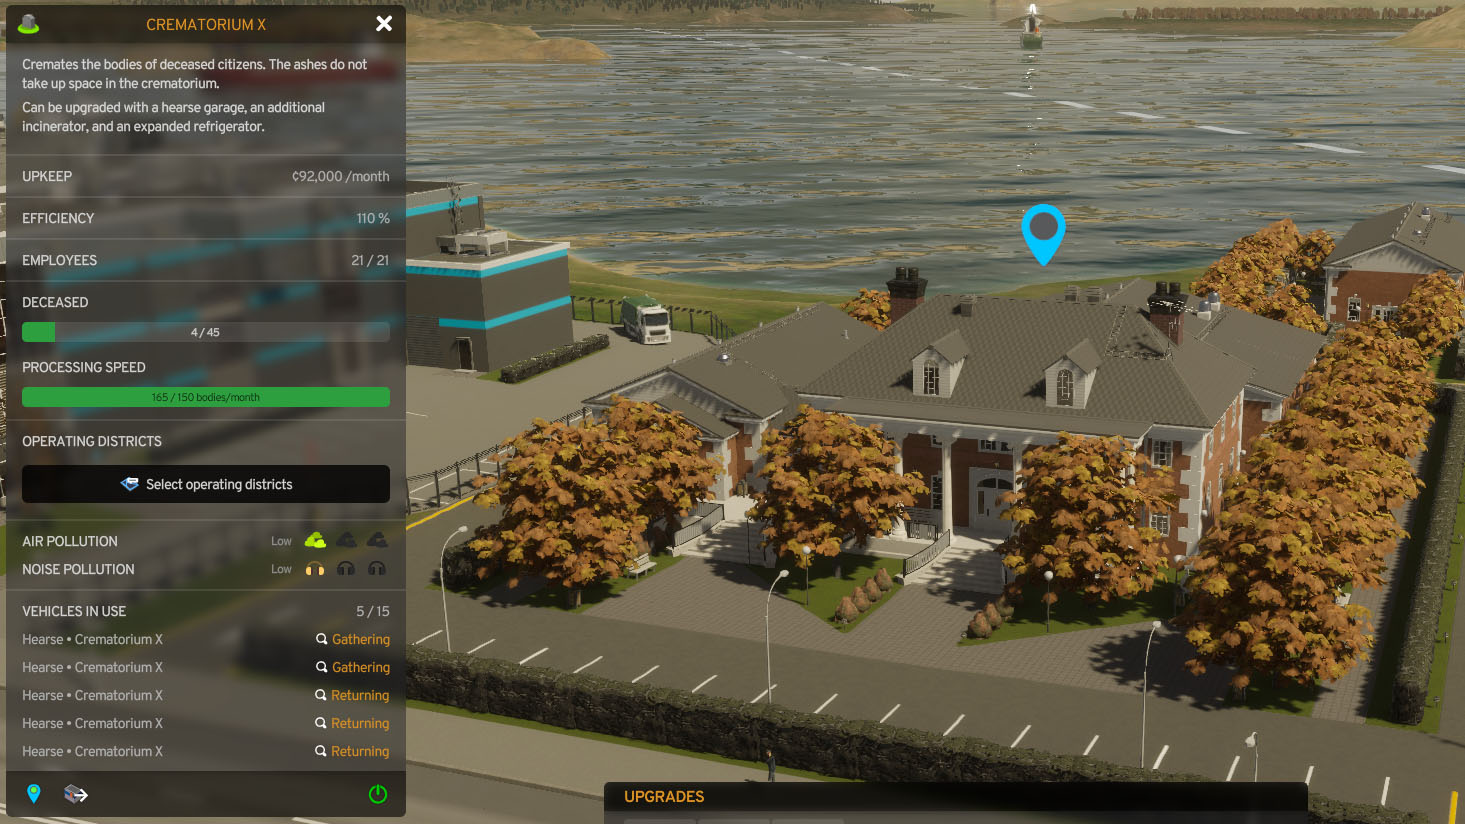 CREMATORIUM X
Cremates the bodies of deceased citizens. The ashes do not
take up space in the crematorium.
Can be upgraded with a hearse garage, an additional
incinerator, and an expanded refrigerator.
UPKEEP ¢92,000 /month
EFFICIENCY 110 %
EMPLOYEES 21 / 21
DECEASED
4 / 45
PROCESSING SPEED
165 / 150 bodies/month
OPERATING DISTRICTS
Select operating districts
AIR POLLUTION Low
NOISE POLLUTION Low
VEHICLES IN USE 5 / 15
Hearse • Crematorium X Gathering
Hearse • Crematorium X Gathering
Hearse • Crematorium X Returning
Hearse • Crematorium X Returning
Hearse • Crematorium X Returning
UPGRADES